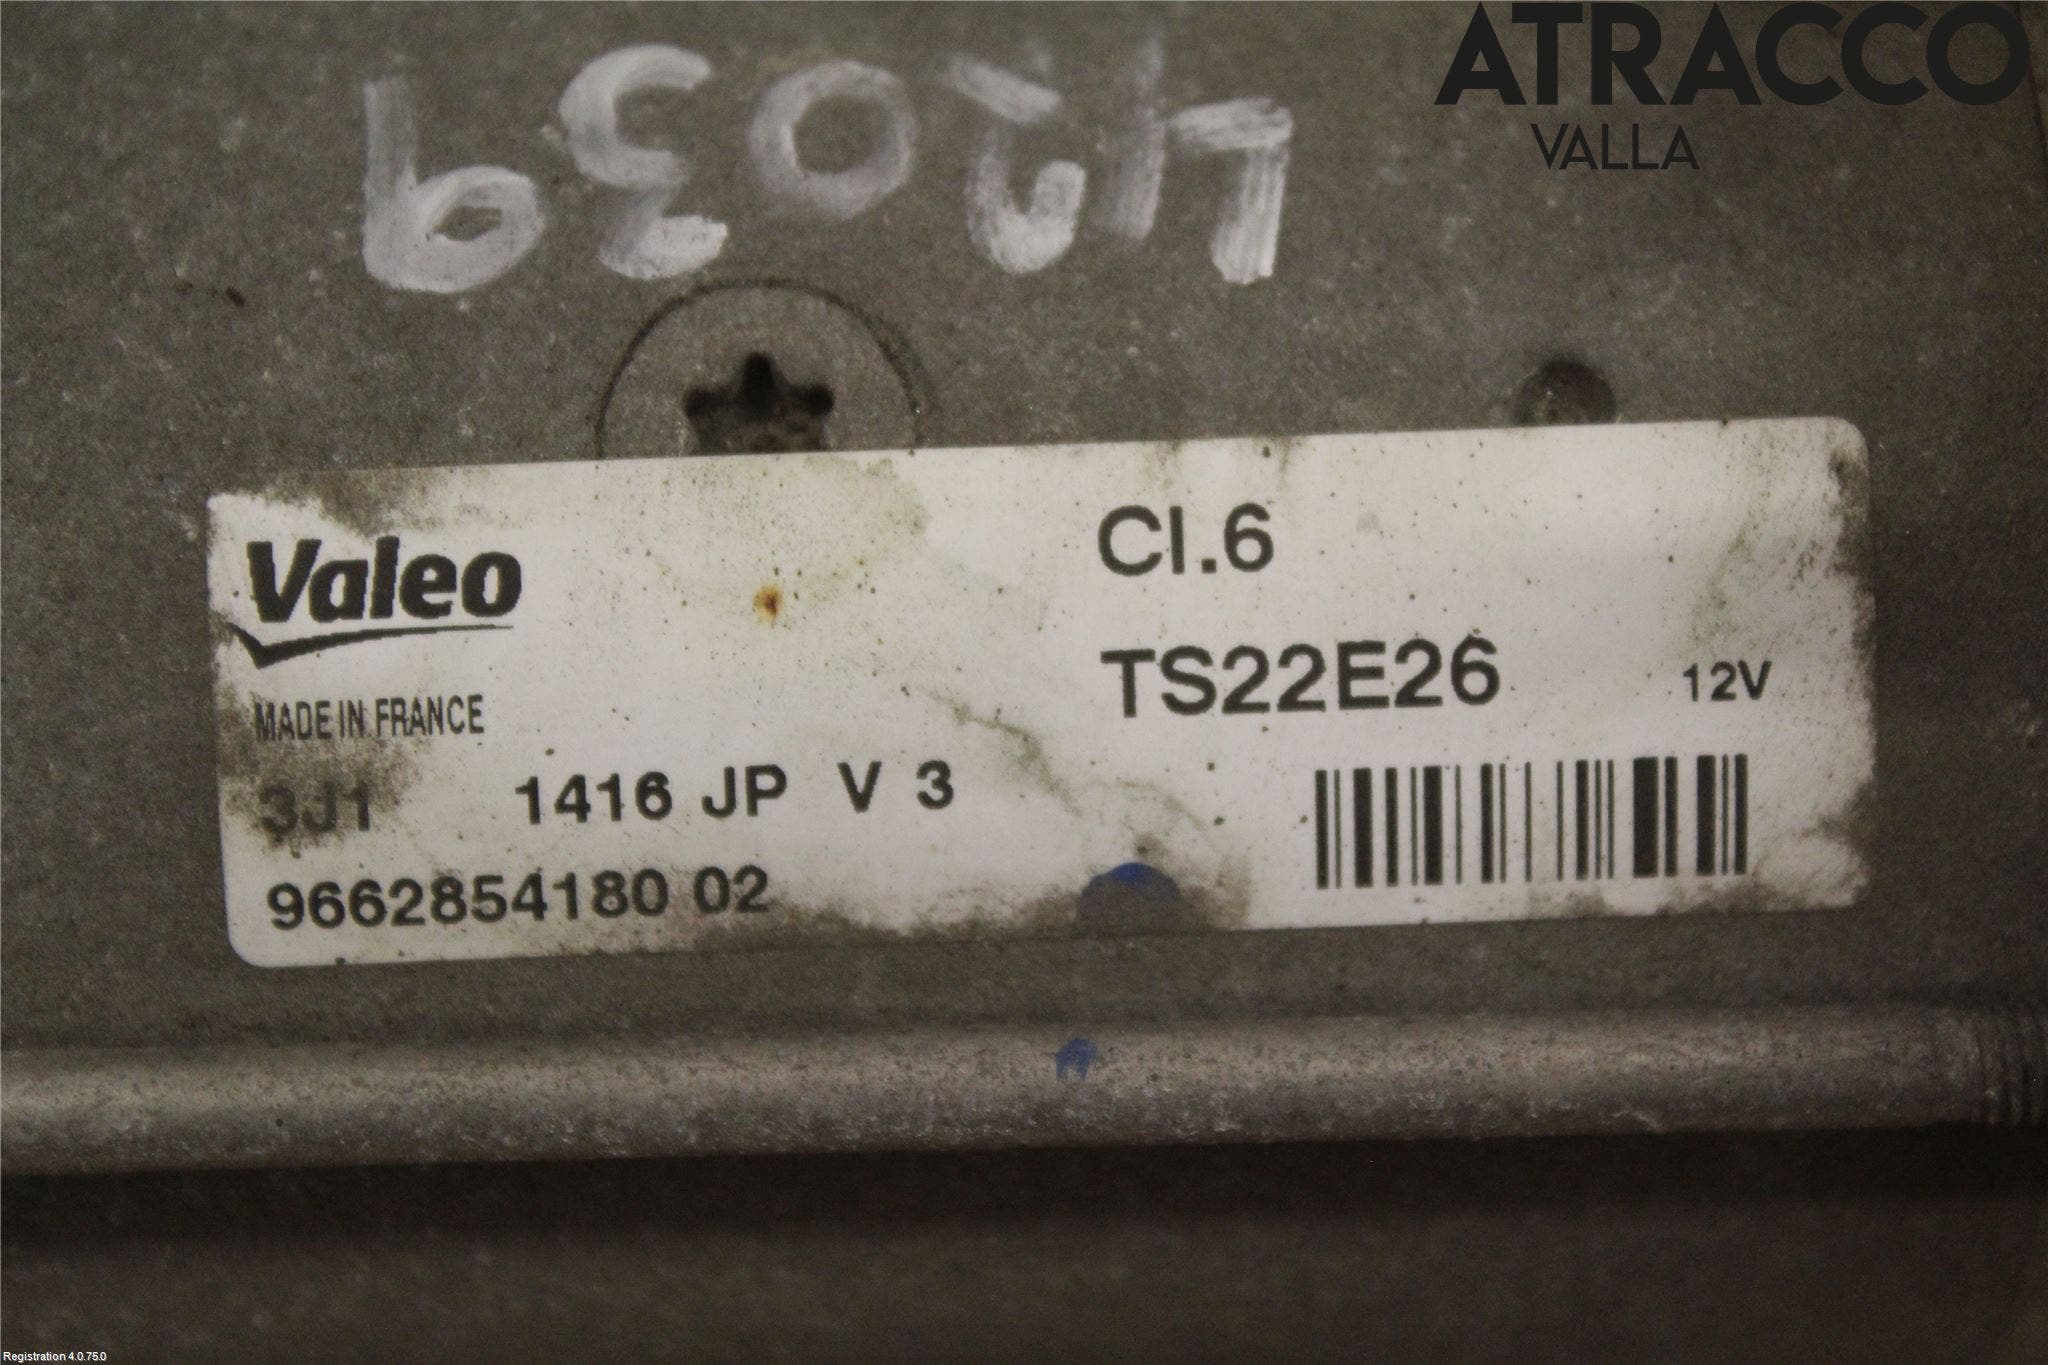 ATRACCO
VALLA
42039
Valeo
MADE IN FRANCE
3J1 1416 JP V 3
9662854180 02
Cl.6
TS22E26 12V
Registration 4.0.75.0